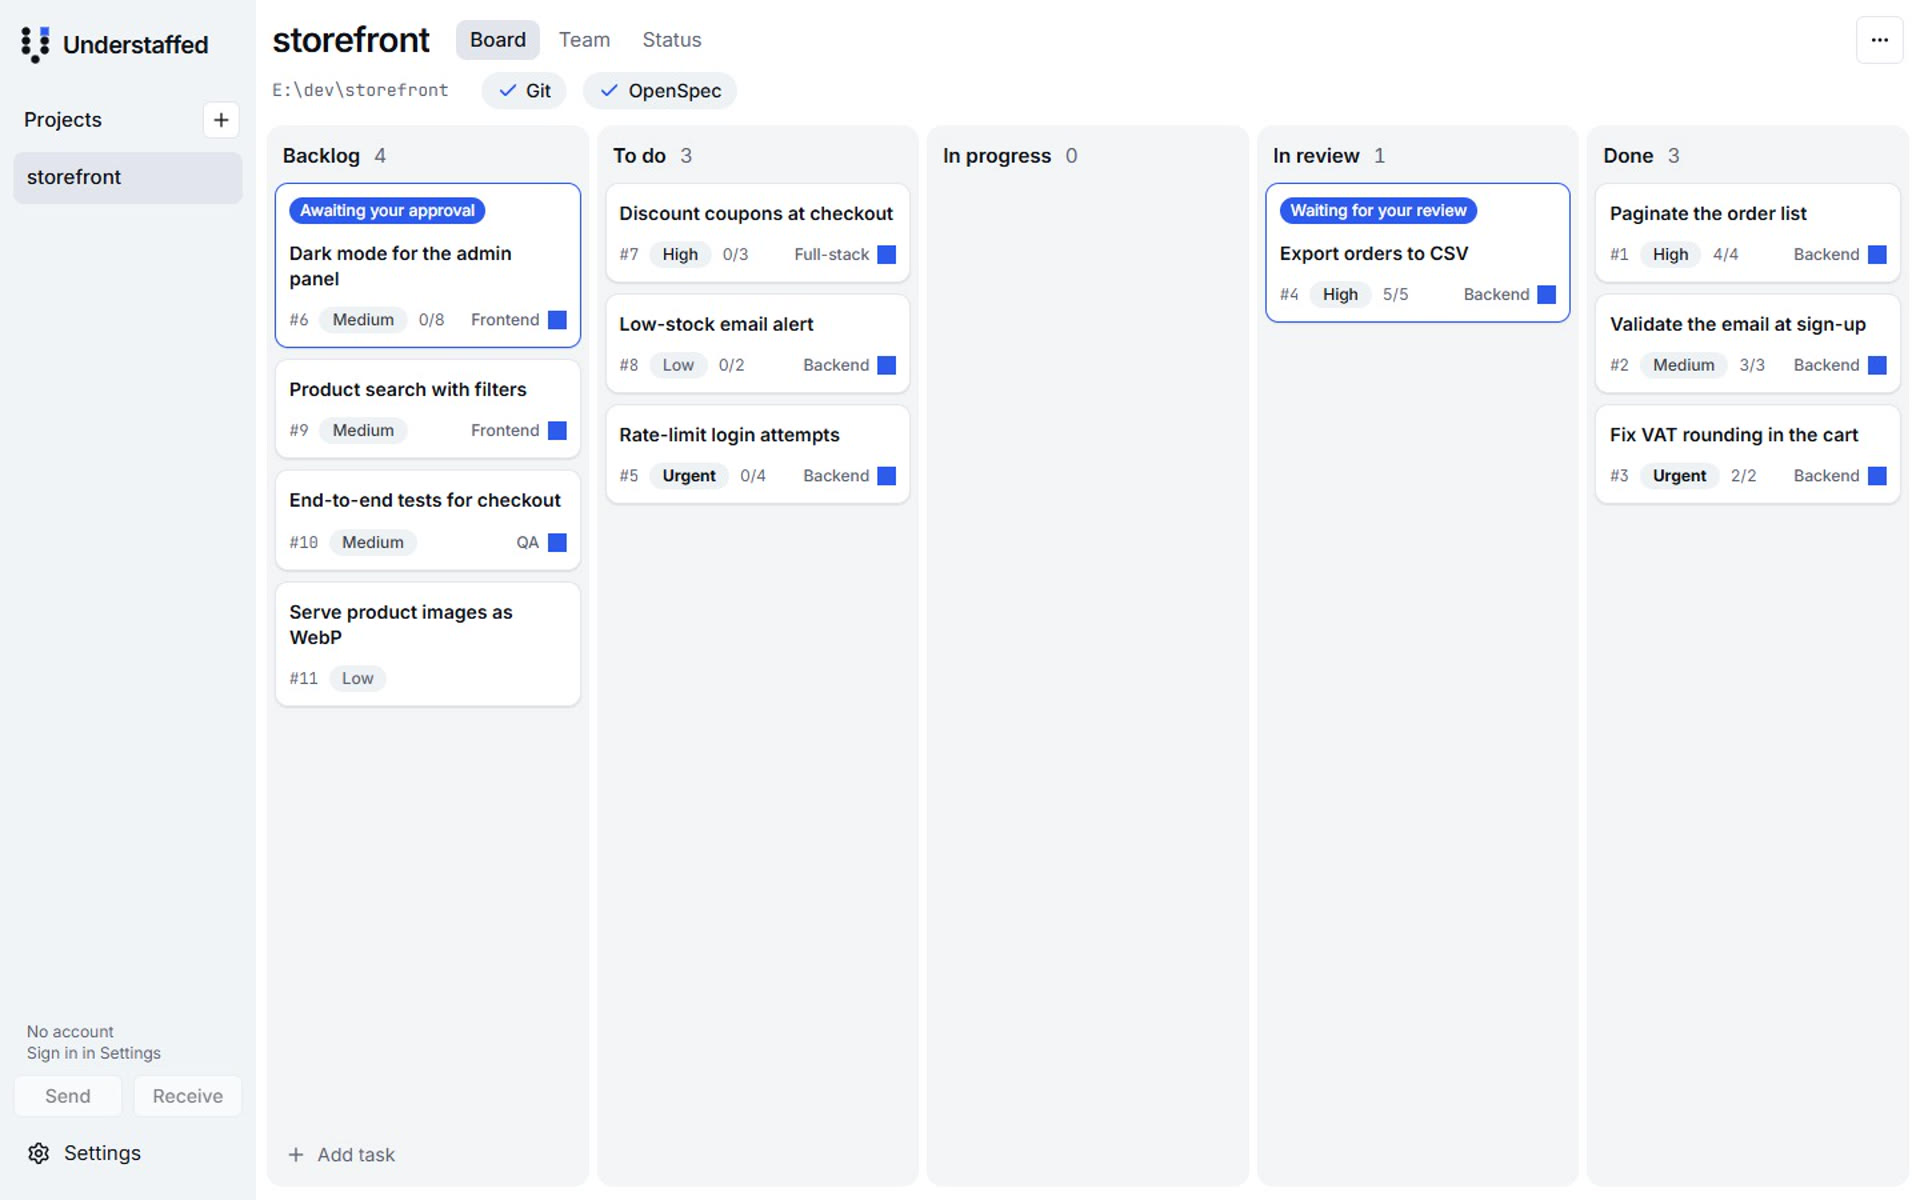 Understaffed
Projects
storefront
No account
Sign in in Settings
Send
Receive
Settings
storefront
Board
Team
Status
E:\dev\storefront
Git
OpenSpec
Backlog 4
Awaiting your approval
Dark mode for the admin
panel
#6 Medium 0/8 Frontend
Product search with filters
#9 Medium Frontend
End-to-end tests for checkout
#10 Medium QA
Serve product images as
WebP
#11 Low
+ Add task
To do 3
Discount coupons at checkout
#7 High 0/3 Full-stack
Low-stock email alert
#8 Low 0/2 Backend
Rate-limit login attempts
#5 Urgent 0/4 Backend
In progress 0
In review 1
Waiting for your review
Export orders to CSV
#4 High 5/5 Backend
Done 3
Paginate the order list
#1 High 4/4 Backend
Validate the email at sign-up
#2 Medium 3/3 Backend
Fix VAT rounding in the cart
#3 Urgent 2/2 Backend